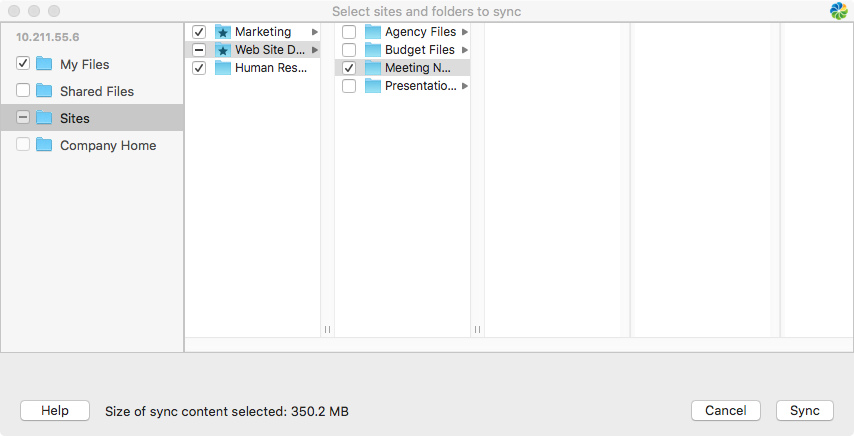 Select sites and folders to sync
10.211.55.6
My Files
Shared Files
Sites
Company Home
Marketing
Web Site D...
Human Res...
Agency Files
Budget Files
Meeting N...
Presentatio...
Help
Size of sync content selected: 350.2 MB
Cancel
Sync